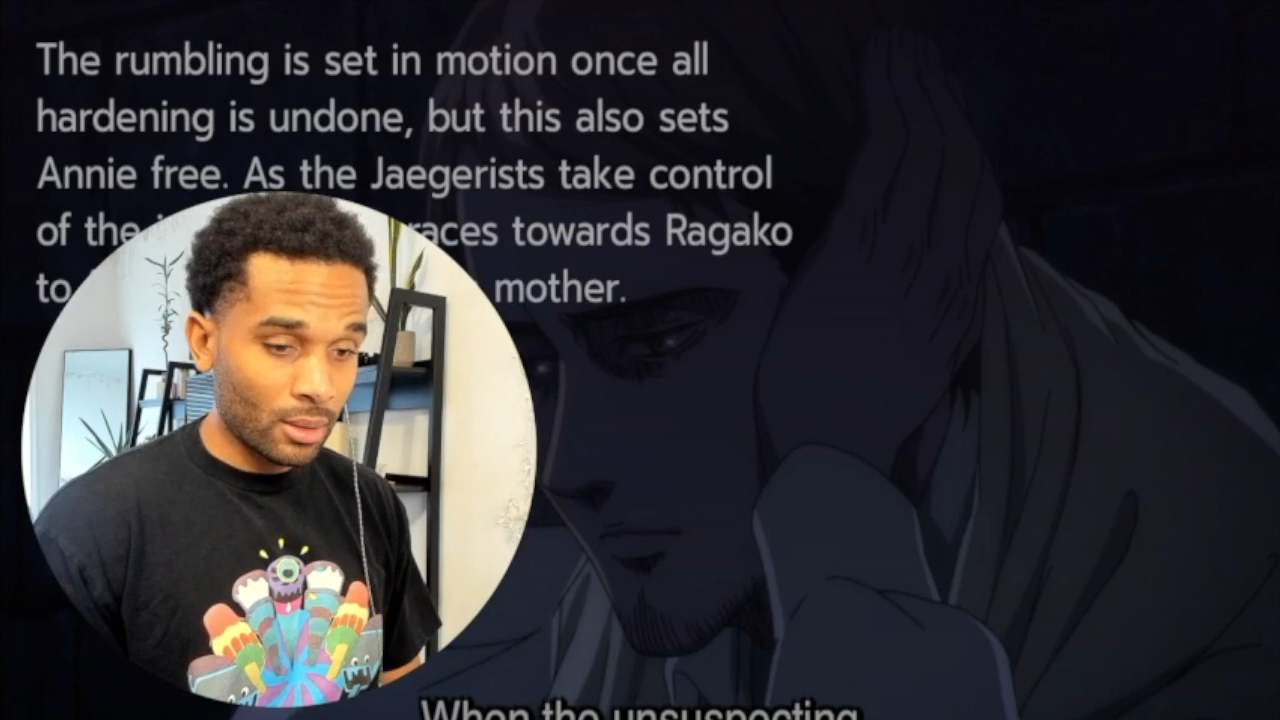 The rumbling is set in motion once all
hardening is undone, but this also sets
Annie free. As the Jaegerists take control
of the races towards Ragako
to mother.
When the unsuspecting